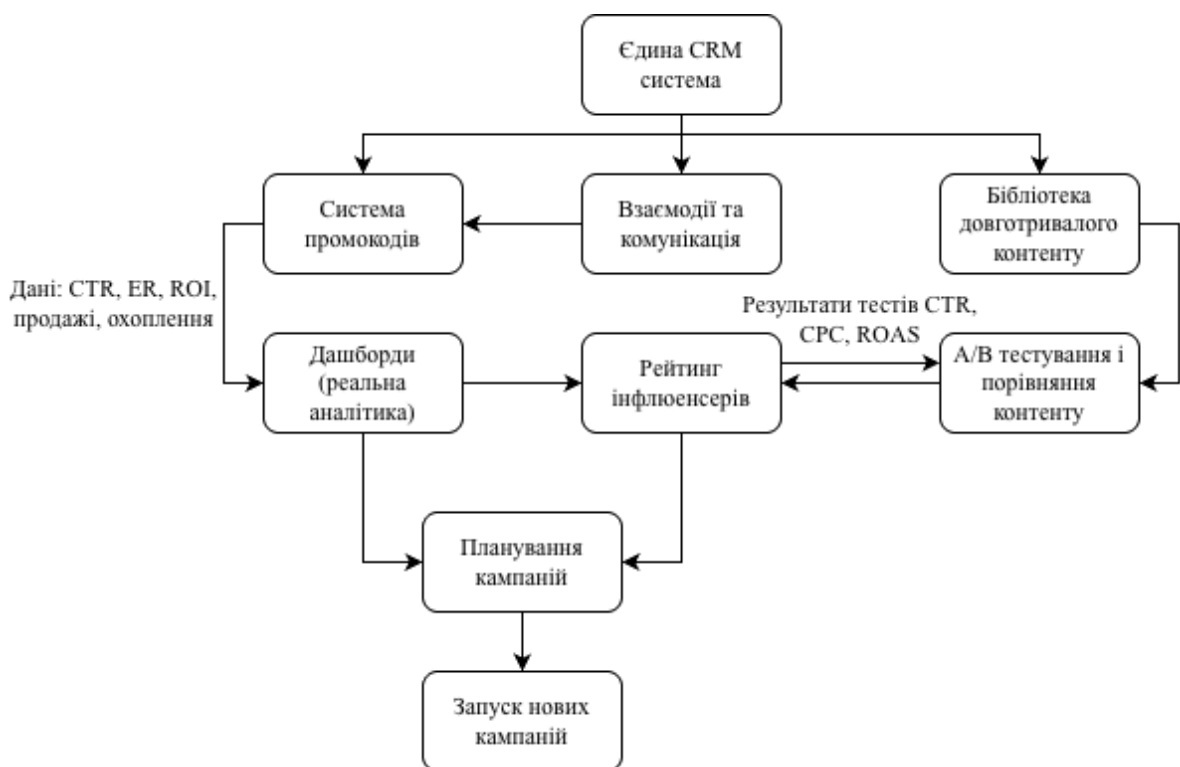 Єдина CRM
система
Система
промокодів
Взаємодії та
комунікація
Бібліотека
довготривалого
контенту
Дані: CTR, ER, ROI,
продажі, охоплення
Результати тестів CTR,
CPC, ROAS
Дашборди
(реальна
аналітика)
Рейтинг
інфлюенсерів
А/В тестування і
порівняння
контенту
Планування
кампаній
Запуск нових
кампаній